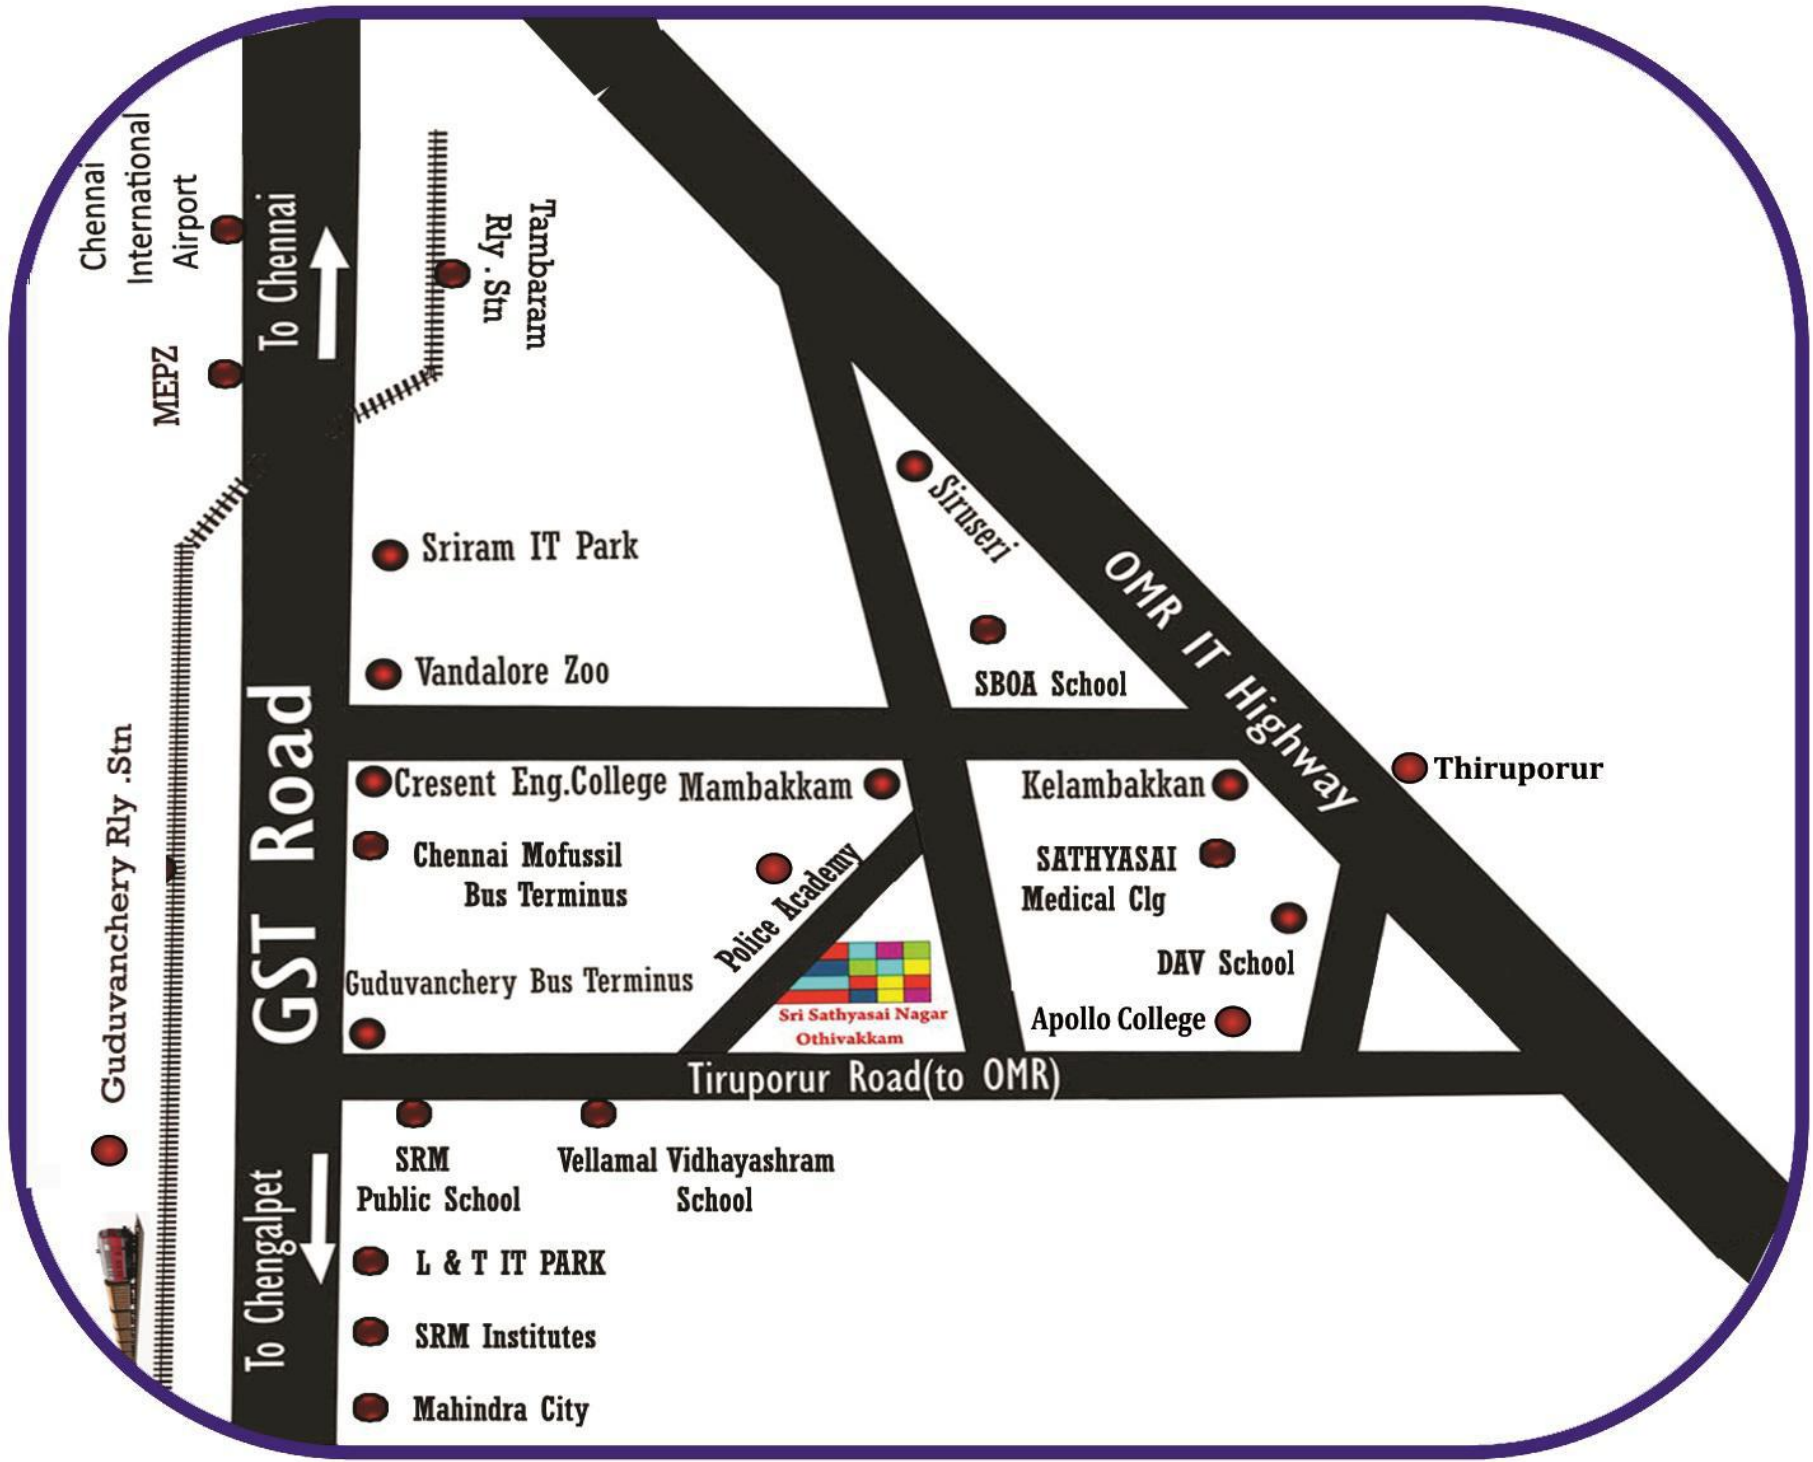 Chennai
International
Airport
To Chennai
Tambaram
Rly .Stn
MEPZ
Siruseri
Sriram IT Park
OMR IT Highway
Vandalore Zoo
SBOA School
GST Road
Guduvanchery Rly .Stn
Cresent Eng.College
Mambakkam
Kelambakkan
Thiruporur
Chennai Mofussil
Bus Terminus
Police Academy
SATHYASAI
Medical Clg
DAV School
Guduvanchery Bus Terminus
Sri Sathyasai Nagar
Othivakkam
Apollo College
Tiruporur Road(to OMR)
SRM
Public School
Vellamal Vidhayashram
School
To Chengalpet
L & T IT PARK
SRM Institutes
Mahindra City